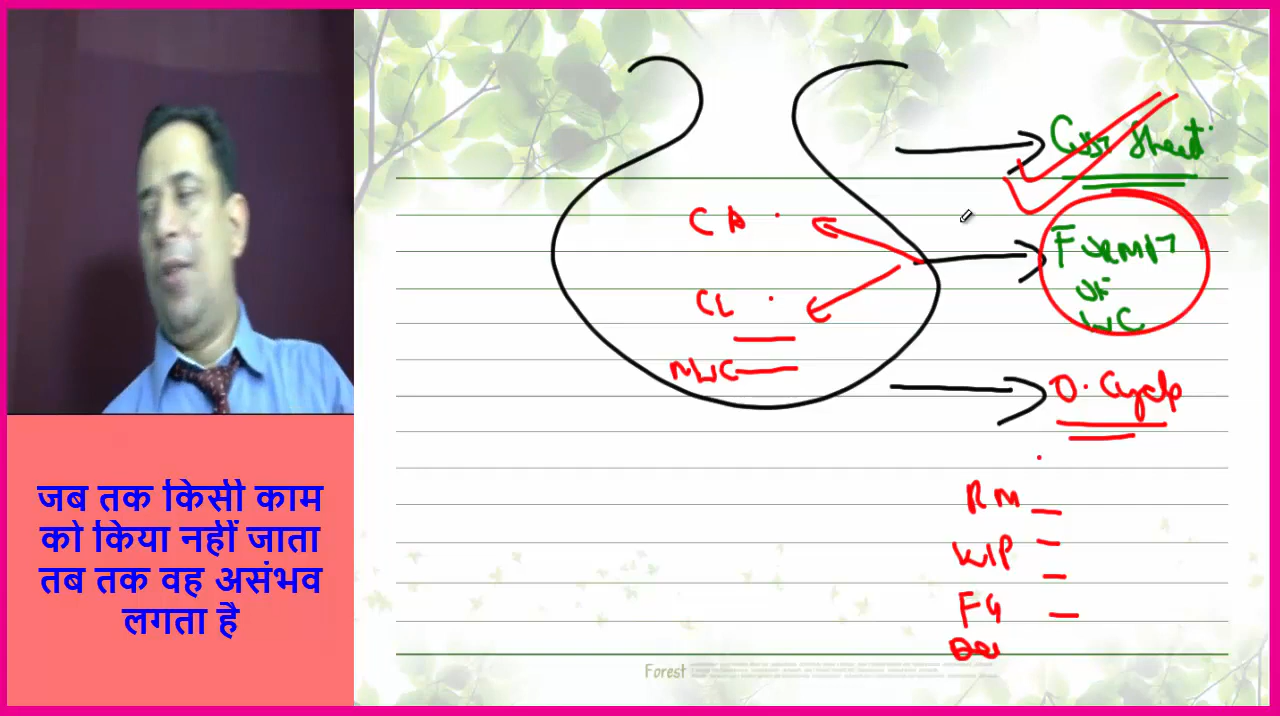 जब तक किसी काम
को किया नहीं जाता
तब तक वह असंभव
लगता है
Cost Sheet
CA
CL
NWC
Format
of
WC
O. Cycle
RM
WIP
FG
Forest